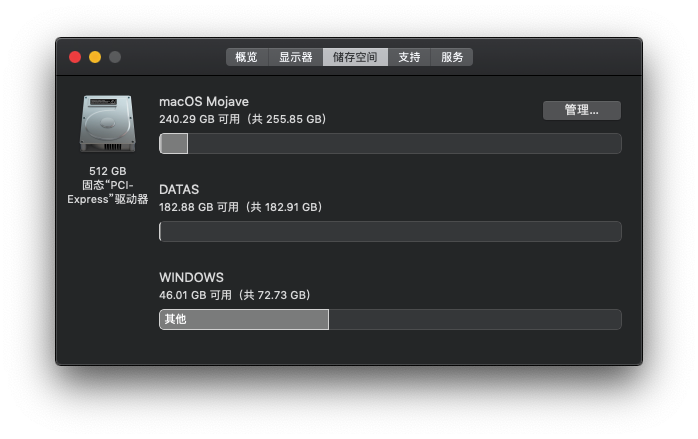 概览 显示器 储存空间 支持 服务
macOS Mojave
240.29 GB 可用（共 255.85 GB）
管理...
512 GB
固态“PCI-
Express”驱动器
DATAS
182.88 GB 可用（共 182.91 GB）
WINDOWS
46.01 GB 可用（共 72.73 GB）
其他